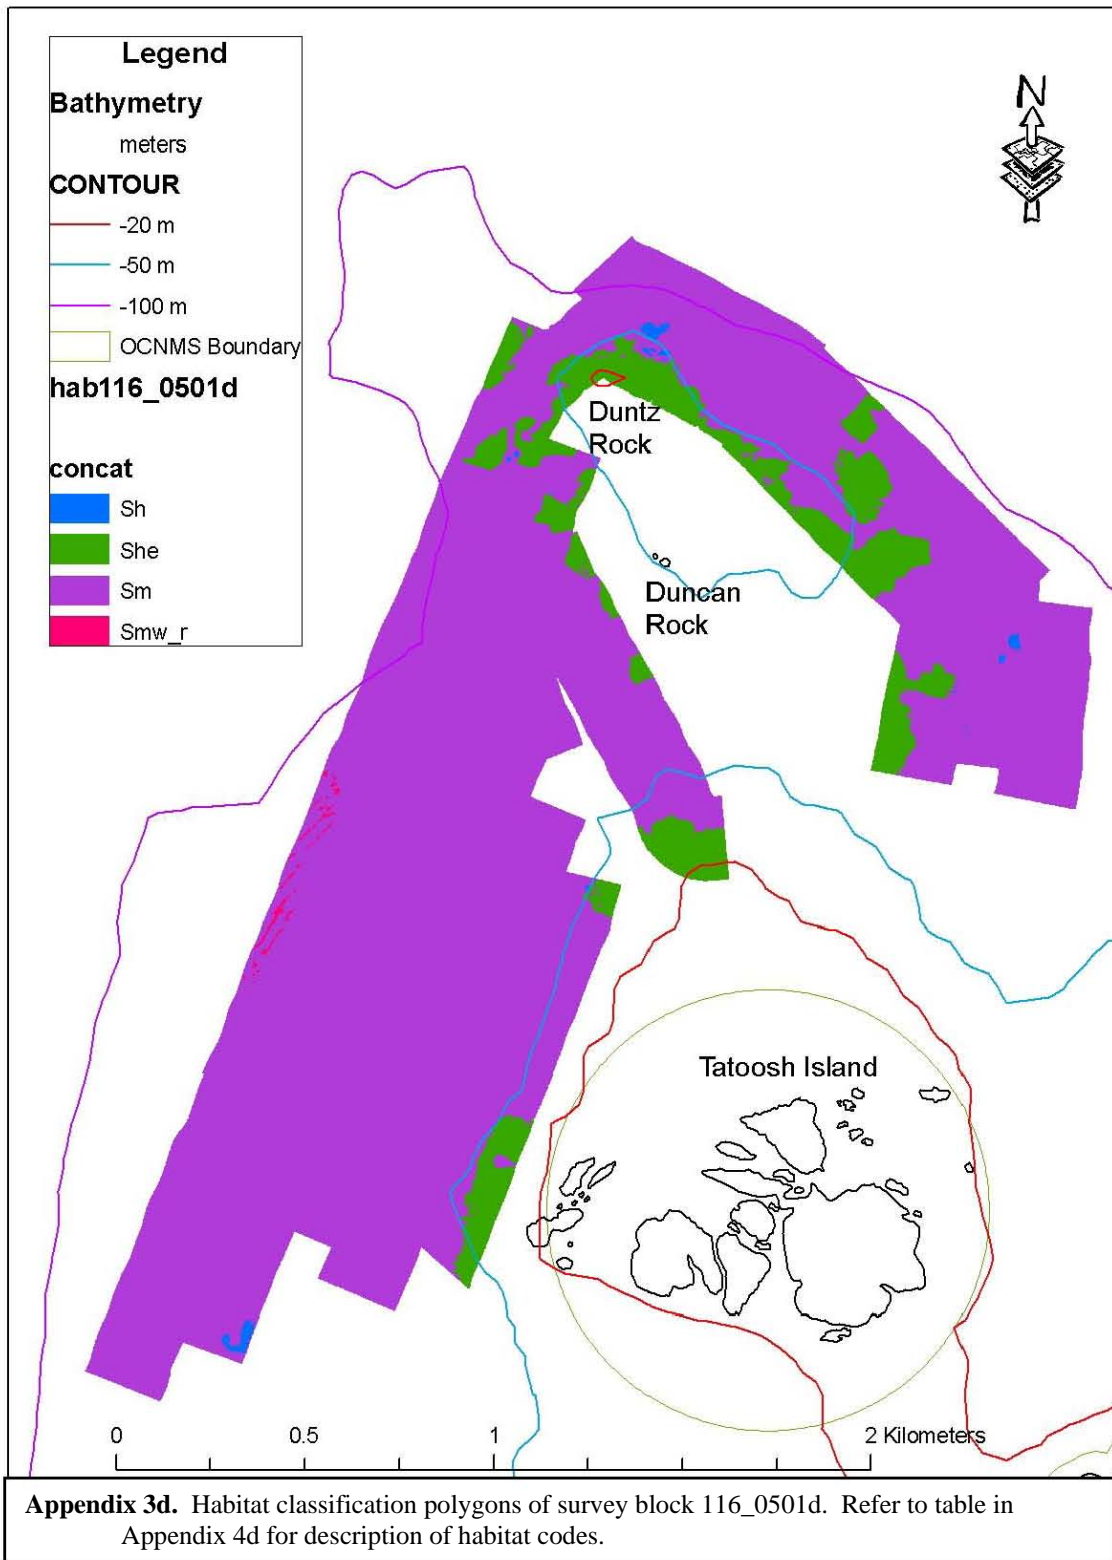 Legend
Bathymetry
meters
CONTOUR
-20 m
-50 m
-100 m
OCNMS Boundary
hab116_0501d
concat
Sh
She
Sm
Smw_r
N
Duntz
Rock
Duncan
Rock
Tatoosh Island
0 0.5 1 2 Kilometers
Appendix 3d. Habitat classification polygons of survey block 116_0501d. Refer to table in
Appendix 4d for description of habitat codes.